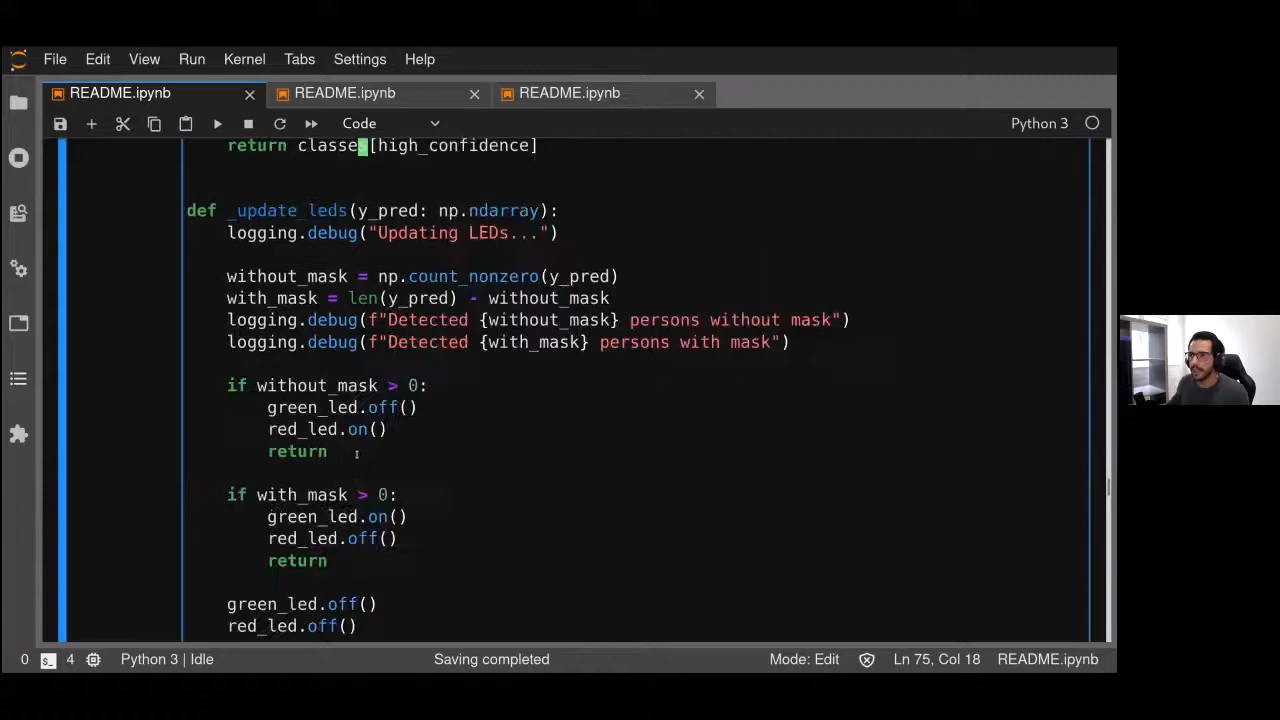 File Edit View Run Kernel Tabs Settings Help
README.ipynb README.ipynb README.ipynb
Code Python 3
return classes[high_confidence]
def _update_leds(y_pred: np.ndarray):
logging.debug("Updating LEDs...")
without_mask = np.count_nonzero(y_pred)
with_mask = len(y_pred) - without_mask
logging.debug(f"Detected {without_mask} persons without mask")
logging.debug(f"Detected {with_mask} persons with mask")
if without_mask > 0:
green_led.off()
red_led.on()
return
if with_mask > 0:
green_led.on()
red_led.off()
return
green_led.off()
red_led.off()
0 $_ 4 Python 3 | Idle Saving completed Mode: Edit Ln 75, Col 18 README.ipynb